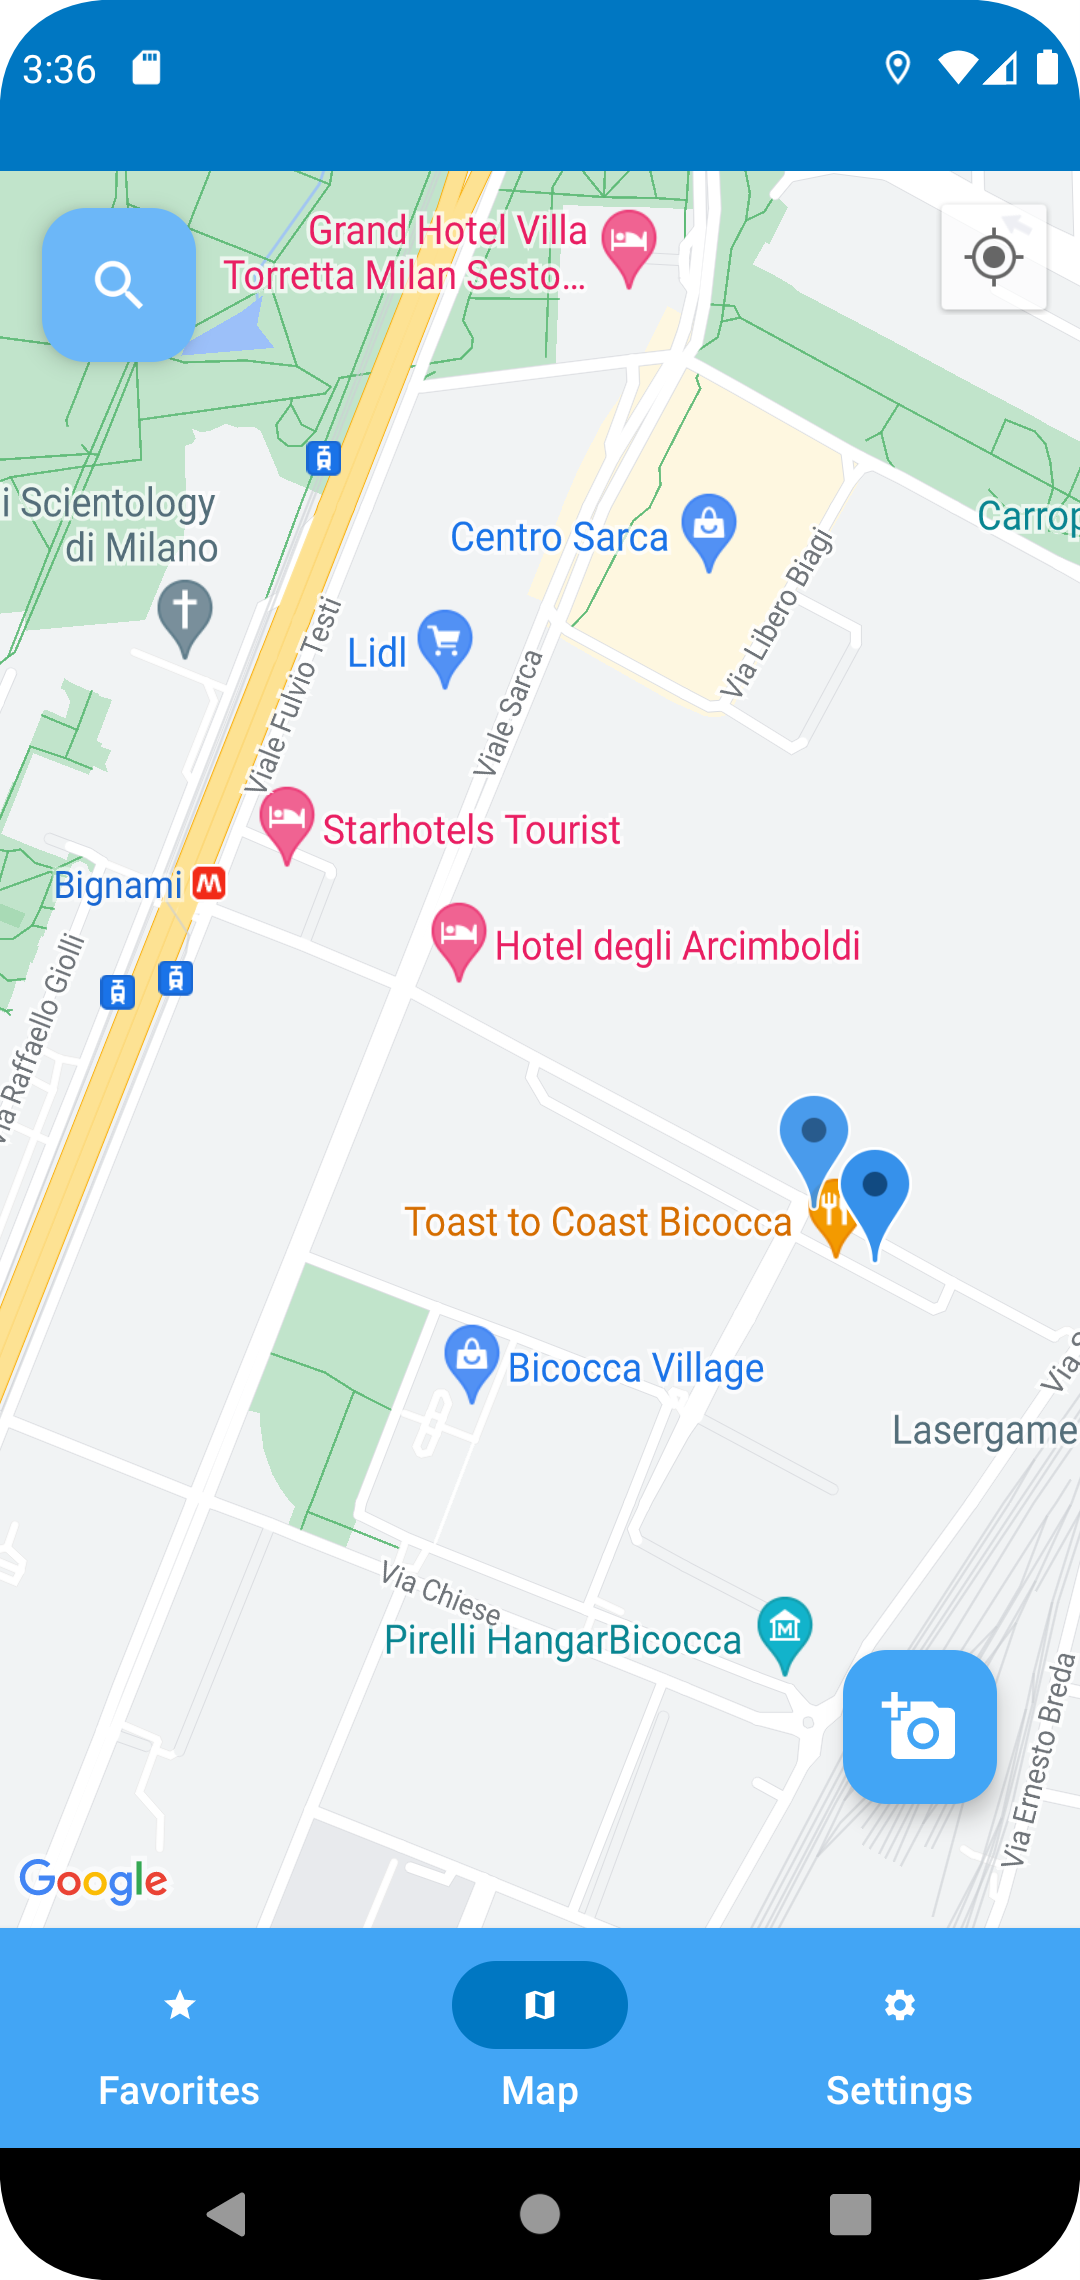 3:36
Grand Hotel Villa
Torretta Milan Sesto...
i Scientology
di Milano
Centro Sarca
Carrop
Via Libero Biagi
Lidl
Viale Fulvio Testi
Viale Sarca
Starhotels Tourist
Bignami
Hotel degli Arcimboldi
Via Raffaello Giolli
Toast to Coast Bicocca
Bicocca Village
Via S
Lasergame
Via Chiese
Pirelli HangarBicocca
Via Ernesto Breda
Google
Favorites
Map
Settings